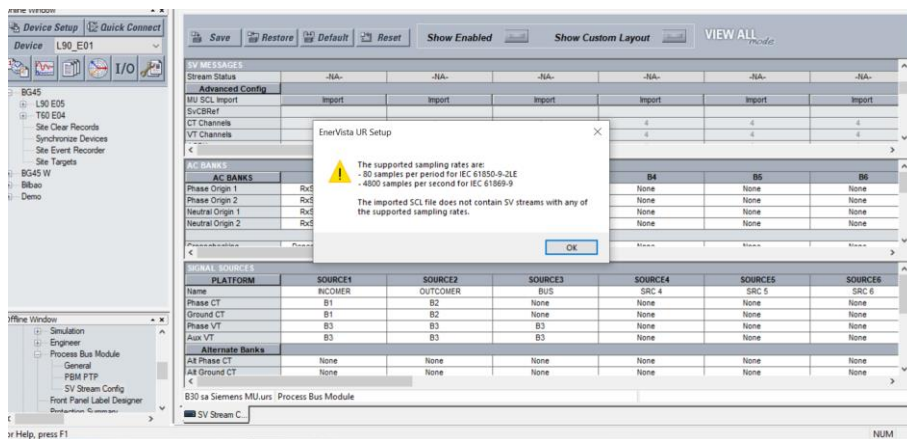 Online Window
Device Setup Quick Connect
Device L90_E01
I/O
BG45
L90 E05
T60 E04
Site Clear Records
Synchronize Devices
Site Event Recorder
Site Targets
BG45 W
Bilbao
Demo
Offline Window
Simulation
Engineer
Process Bus Module
General
PBM PTP
SV Stream Config
Front Panel Label Designer
Protection Summary
Save Restore Default Reset Show Enabled Show Custom Layout VIEW ALL mode
SV MESSAGES
Stream Status -NA- -NA- -NA- -NA- -NA-
Advanced Config
MU SCL Import Import Import Import Import Import
SvCBRef
CT Channels 4 4
VT Channels 4 4
EnerVista UR Setup
The supported sampling rates are:
- 80 samples per period for IEC 61850-9-2LE
- 4800 samples per second for IEC 61869-9
The imported SCL file does not contain SV streams with any of
the supported sampling rates.
OK
AC BANKS
AC BANKS B4 B5 B6
Phase Origin 1 None None None
Phase Origin 2 None None None
Neutral Origin 1 None None None
Neutral Origin 2 None None None
SIGNAL SOURCES
PLATFORM SOURCE1 SOURCE2 SOURCE3 SOURCE4 SOURCE5 SOURCE6
Name INCOMER OUTCOMER BUS SRC 4 SRC 5 SRC 6
Phase CT B1 B2 None None None None
Ground CT B1 B2 None None None None
Phase VT B3 B3 B3 None None None
Aux VT B3 B3 B3 None None None
Alternate Banks
Alt Phase CT None None None None None None
Alt Ground CT None None None None None None
B30 sa Siemens MU.urs Process Bus Module
SV Stream C...
or Help, press F1
NUM